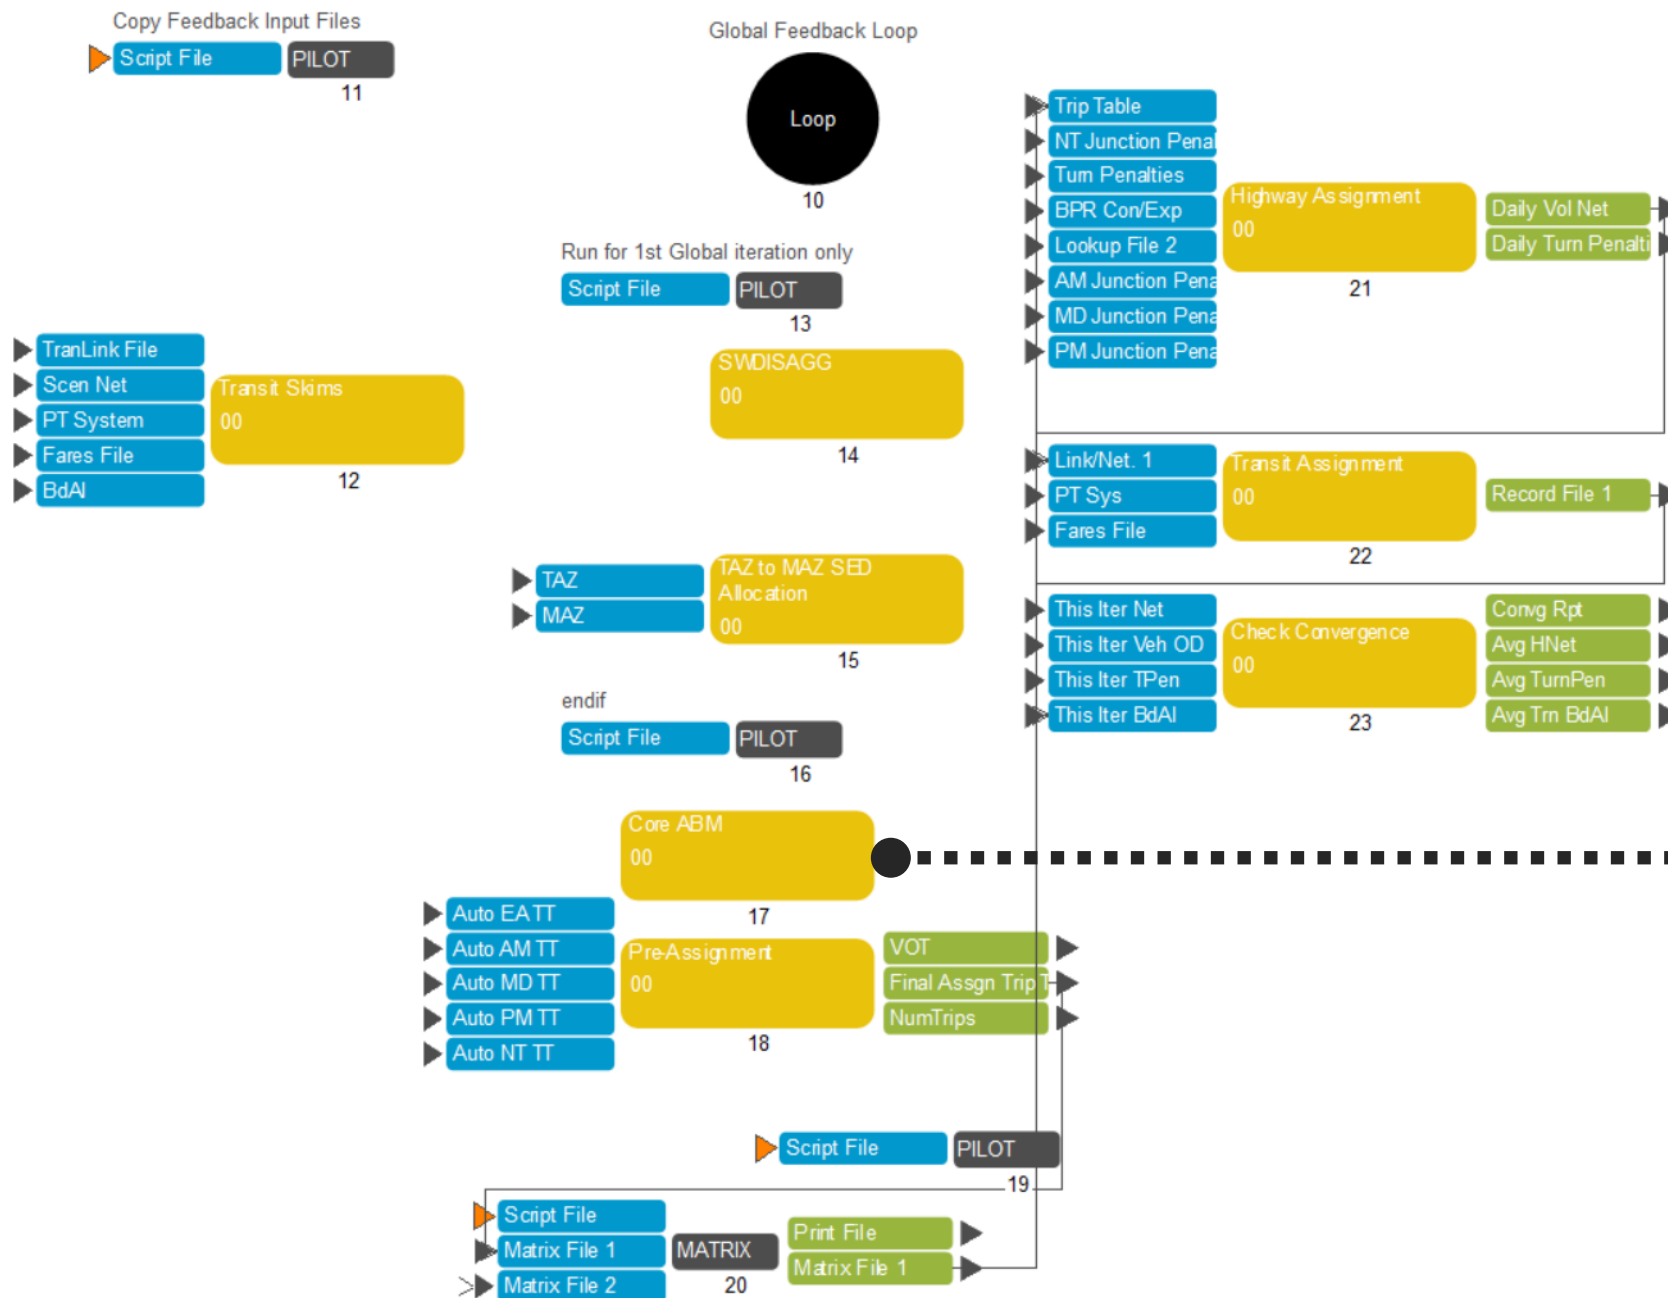 Copy Feedback Input Files
Script File
PILOT
11
Global Feedback Loop
Loop
10
Run for 1st Global iteration only
Script File
PILOT
13
TranLink File
Scen Net
PT System
Fares File
BdAl
Transit Skims
00
12
SWDISAGG
00
14
TAZ
MAZ
TAZ to MAZ SED
Allocation
00
15
endif
Script File
PILOT
16
Core ABM
00
17
Auto EA TT
Auto AM TT
Auto MD TT
Auto PM TT
Auto NT TT
Pre-Assignment
00
18
VOT
Final Assgn Trip T
NumTrips
Script File
PILOT
19
Script File
Matrix File 1
Matrix File 2
MATRIX
20
Print File
Matrix File 1
Trip Table
NT Junction Penal
Turn Penalties
BPR Con/Exp
Lookup File 2
AM Junction Pena
MD Junction Pena
PM Junction Pena
Highway Assignment
00
21
Daily Vol Net
Daily Turn Penalti
Link/Net. 1
PT Sys
Fares File
Transit Assignment
00
22
Record File 1
This Iter Net
This Iter Veh OD
This Iter TPen
This Iter BdAl
Check Convergence
00
23
Convg Rpt
Avg HNet
Avg TurnPen
Avg Trn BdAl